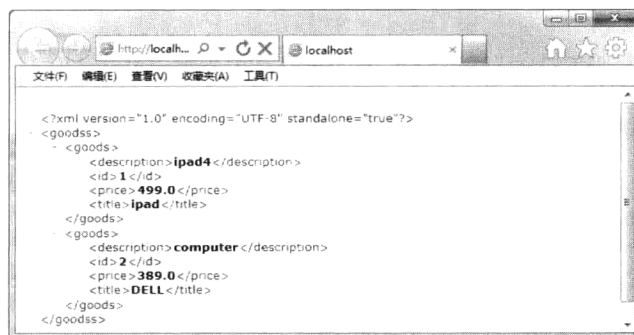 http://localh...
localhost
文件(F) 编辑(E) 查看(V) 收藏夹(A) 工具(T)
<?xml version="1.0" encoding="UTF-8" standalone="true"?>
- <goodss>
- <goods>
<description>ipad4</description>
<id>1</id>
<price>499.0</price>
<title>ipad</title>
</goods>
- <goods>
<description>computer</description>
<id>2</id>
<price>389.0</price>
<title>DELL</title>
</goods>
</goodss>